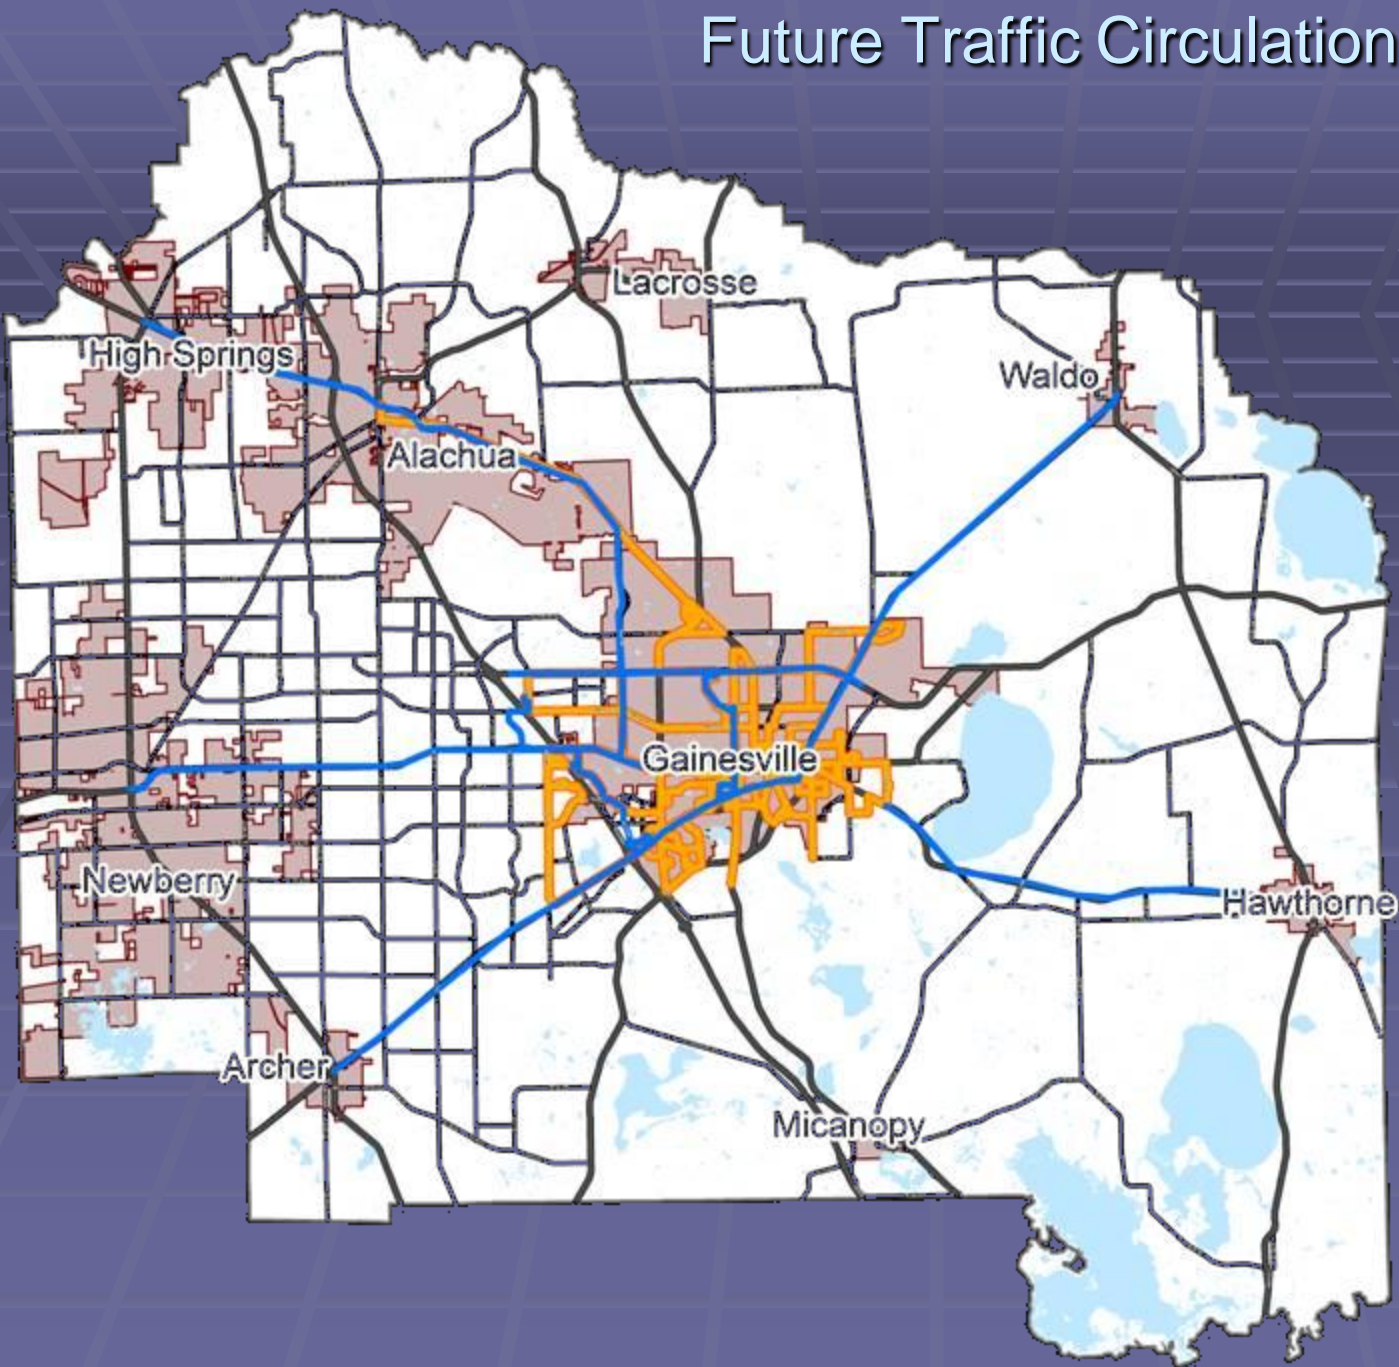 Future Traffic Circulation
Lacrosse
High Springs
Waldo
Alachua
Gainesville
Newberry
Hawthorne
Archer
Micanopy